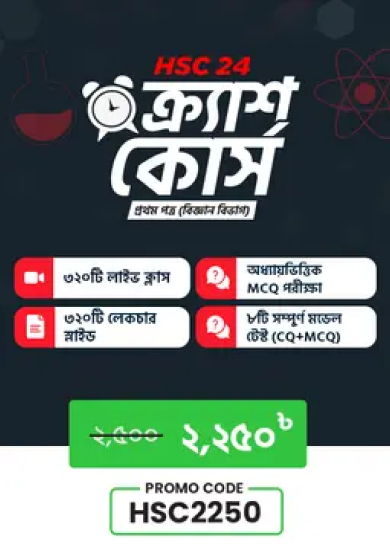 HSC 24
ক্র্যাশ
কোর্স
প্রথম পত্র (বিজ্ঞান বিভাগ)
৩২০টি লাইভ ক্লাস
অধ্যায়ভিত্তিক
MCQ পরীক্ষা
৩২০টি লেকচার
স্লাইড
৮টি সম্পূর্ণ মডেল
টেস্ট (CQ+MCQ)
২,৫০০ ২,২৫০৳
PROMO CODE
HSC2250